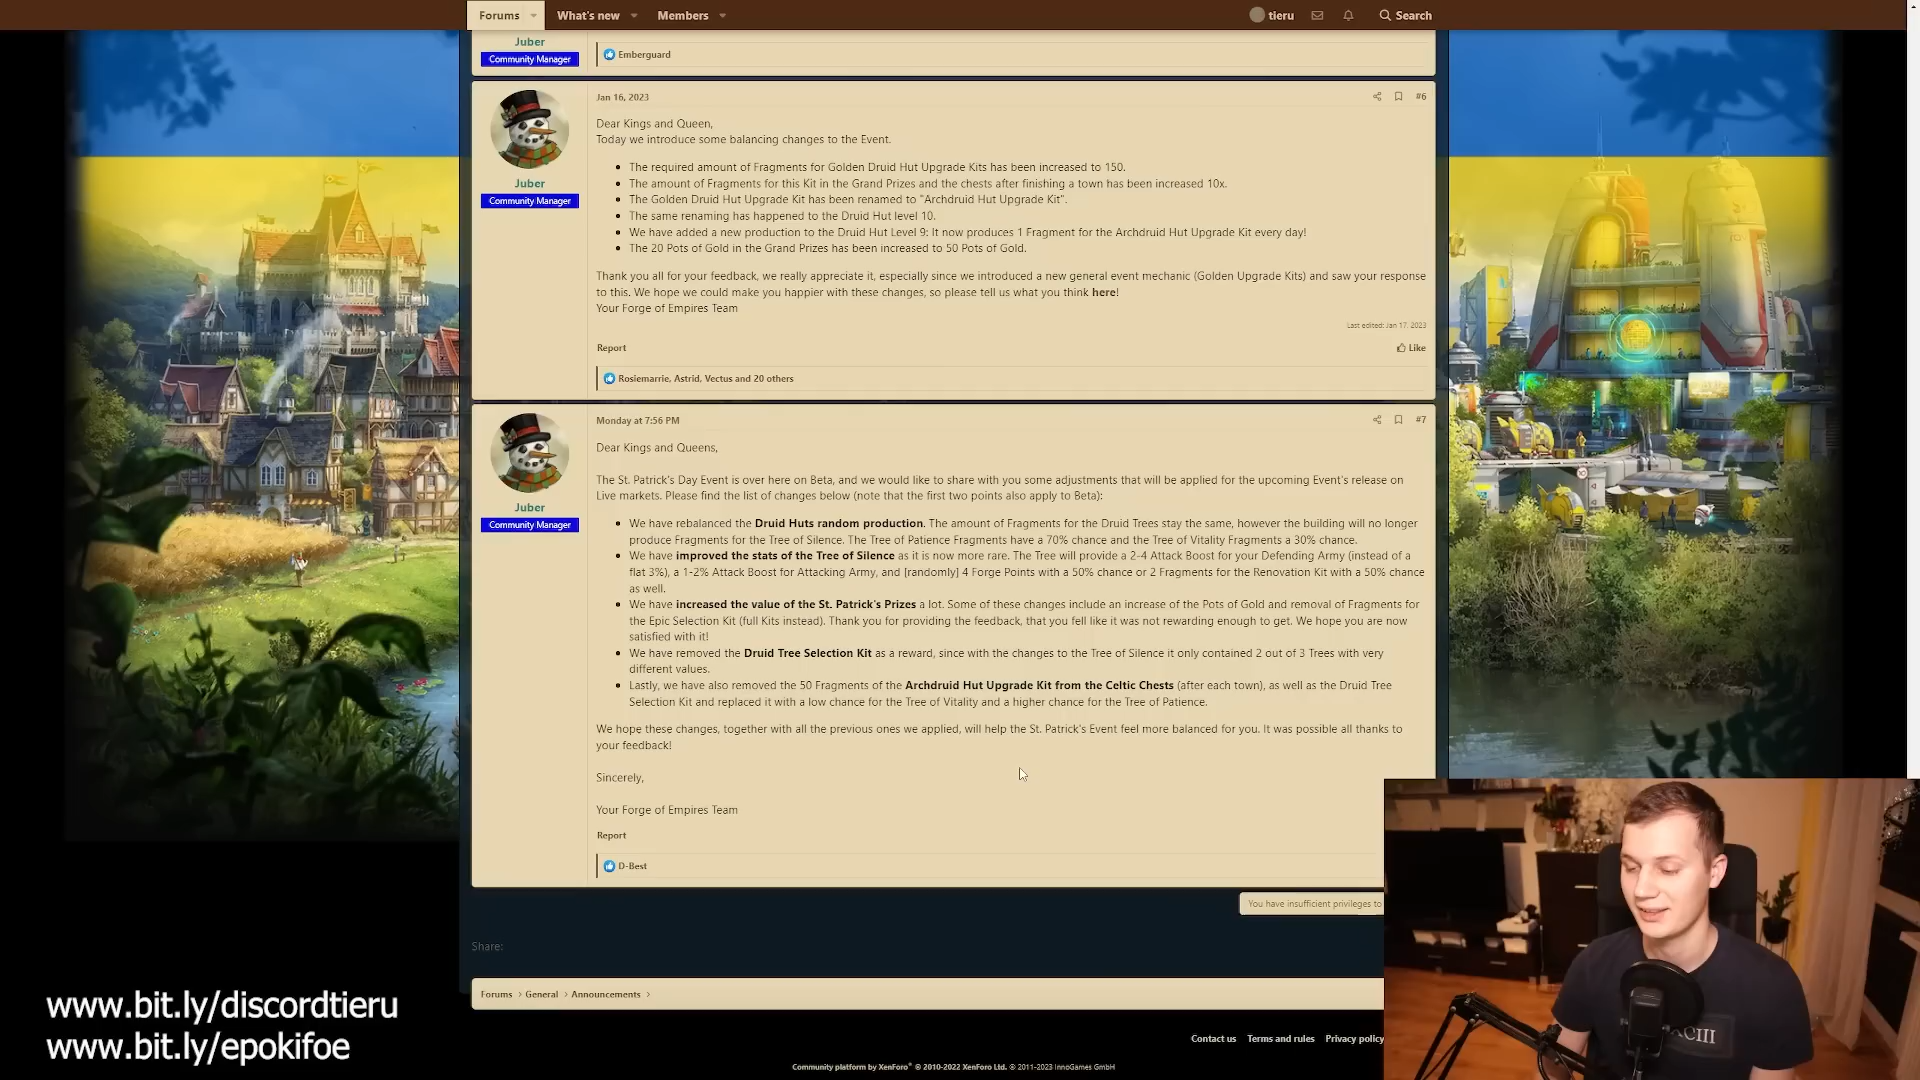 Forums
What's new
Members
tieru
Search
Juber
Community Manager
Emberguard
Jan 16, 2023
#6
Dear Kings and Queen,
Today we introduce some balancing changes to the Event.
The required amount of Fragments for Golden Druid Hut Upgrade Kits has been increased to 150.
The amount of Fragments for this Kit in the Grand Prizes and the chests after finishing a town has been increased 10x.
The Golden Druid Hut Upgrade Kit has been renamed to "Archdruid Hut Upgrade Kit".
The same renaming has happened to the Druid Hut level 10.
We have added a new production to the Druid Hut Level 9: It now produces 1 Fragment for the Archdruid Hut Upgrade Kit every day!
The 20 Pots of Gold in the Grand Prizes has been increased to 50 Pots of Gold.
Thank you all for your feedback, we really appreciate it, especially since we introduced a new general event mechanic (Golden Upgrade Kits) and saw your response
to this. We hope we could make you happier with these changes, so please tell us what you think here!
Your Forge of Empires Team
Last edited: Jan 17, 2023
Juber
Community Manager
Report
Like
Rosiemarrie, Astrid, Vectus and 20 others
Monday at 7:56 PM
#7
Dear Kings and Queens,
The St. Patrick's Day Event is over here on Beta, and we would like to share with you some adjustments that will be applied for the upcoming Event's release on
Live markets. Please find the list of changes below (note that the first two points also apply to Beta):
Juber
Community Manager
We have rebalanced the Druid Huts random production. The amount of Fragments for the Druid Trees stay the same, however the building will no longer
produce Fragments for the Tree of Silence. The Tree of Patience Fragments have a 70% chance and the Tree of Vitality Fragments a 30% chance.
We have improved the stats of the Tree of Silence as it is now more rare. The Tree will provide a 2-4 Attack Boost for your Defending Army (instead of a
flat 3%), a 1-2% Attack Boost for Attacking Army, and [randomly] 4 Forge Points with a 50% chance or 2 Fragments for the Renovation Kit with a 50% chance
as well.
We have increased the value of the St. Patrick's Prizes a lot. Some of these changes include an increase of the Pots of Gold and removal of Fragments for
the Epic Selection Kit (full Kits instead). Thank you for providing the feedback, that you fell like it was not rewarding enough to get. We hope you are now
satisfied with it!
We have removed the Druid Tree Selection Kit as a reward, since with the changes to the Tree of Silence it only contained 2 out of 3 Trees with very
different values.
Lastly, we have also removed the 50 Fragments of the Archdruid Hut Upgrade Kit from the Celtic Chests (after each town), as well as the Druid Tree
Selection Kit and replaced it with a low chance for the Tree of Vitality and a higher chance for the Tree of Patience.
We hope these changes, together with all the previous ones we applied, will help the St. Patrick's Event feel more balanced for you. It was possible all thanks to
your feedback!
Sincerely,
Your Forge of Empires Team
Report
D-Best
You have insufficient privileges to
Share:
Forums
General
Announcements
Contact us
Terms and rules
Privacy policy
Community platform by XenForo® © 2010-2022 XenForo Ltd. © 2011-2023 InnoGames GmbH
www.bit.ly/discordtieru
www.bit.ly/epokifoe